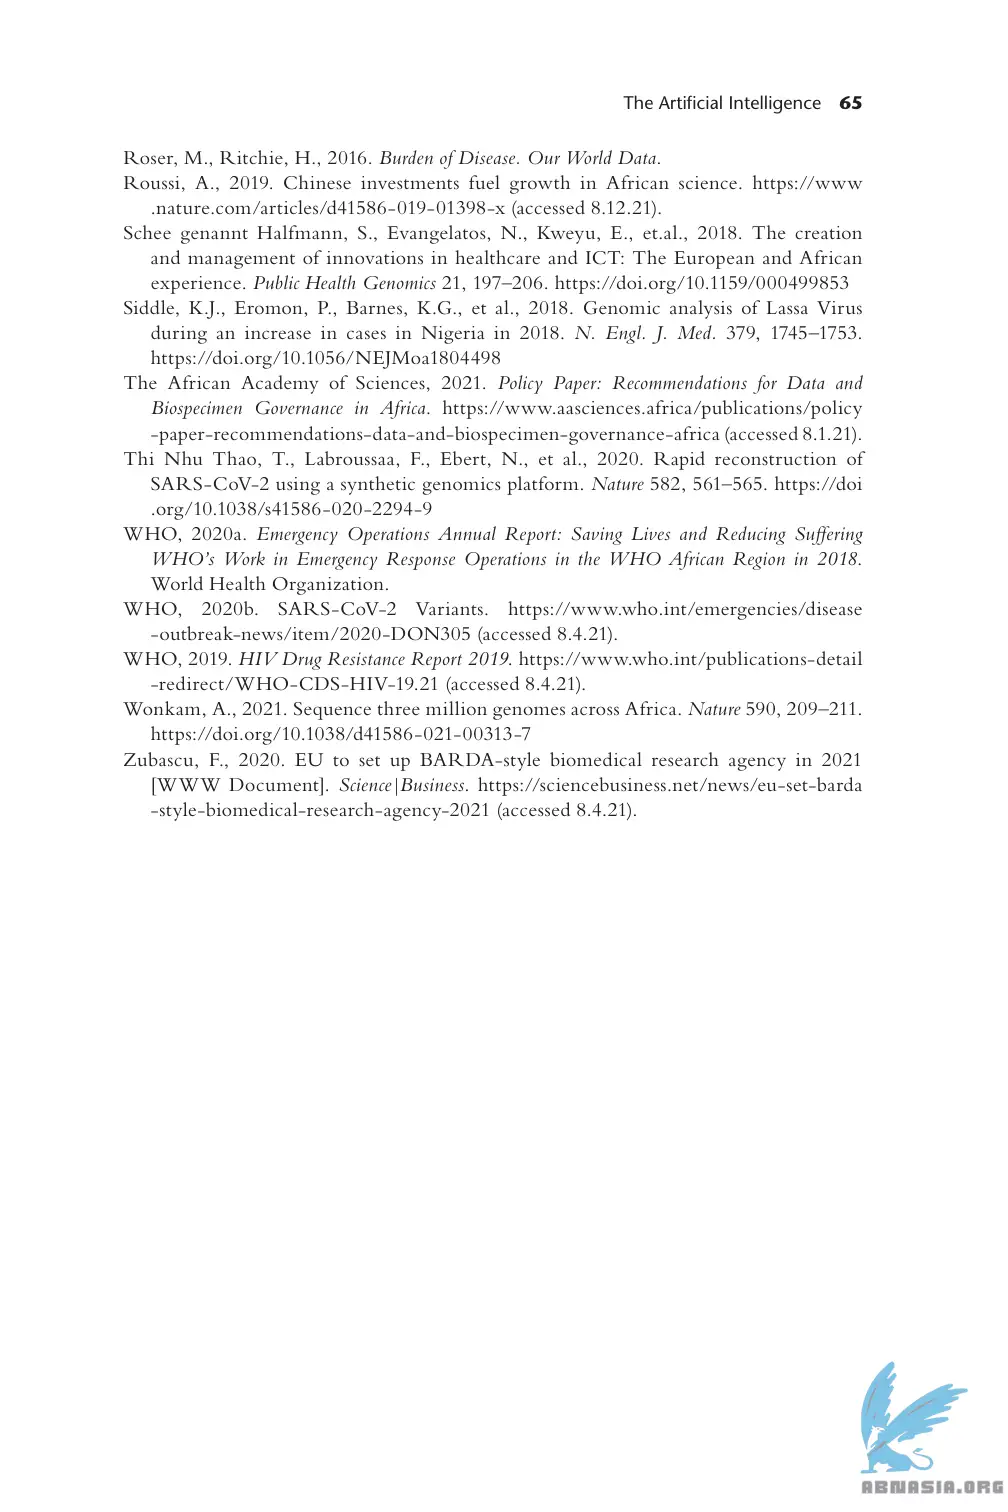 The Artificial Intelligence 65
Roser, M., Ritchie, H., 2016. Burden of Disease. Our World Data.
Roussi, A., 2019. Chinese investments fuel growth in African science. https://www
.nature.com/articles/d41586-019-01398-x (accessed 8.12.21).
Schee genannt Halfmann, S., Evangelatos, N., Kweyu, E., et.al., 2018. The creation
and management of innovations in healthcare and ICT: The European and African
experience. Public Health Genomics 21, 197–206. https://doi.org/10.1159/000499853
Siddle, K.J., Eromon, P., Barnes, K.G., et al., 2018. Genomic analysis of Lassa Virus
during an increase in cases in Nigeria in 2018. N. Engl. J. Med. 379, 1745–1753.
https://doi.org/10.1056/NEJMoa1804498
The African Academy of Sciences, 2021. Policy Paper: Recommendations for Data and
Biospecimen Governance in Africa. https://www.aasciences.africa/publications/policy
-paper-recommendations-data-and-biospecimen-governance-africa (accessed 8.1.21).
Thi Nhu Thao, T., Labroussaa, F., Ebert, N., et al., 2020. Rapid reconstruction of
SARS-CoV-2 using a synthetic genomics platform. Nature 582, 561–565. https://doi
.org/10.1038/s41586-020-2294-9
WHO, 2020a. Emergency Operations Annual Report: Saving Lives and Reducing Suffering
WHO's Work in Emergency Response Operations in the WHO African Region in 2018.
World Health Organization.
WHO, 2020b. SARS-CoV-2 Variants. https://www.who.int/emergencies/disease
-outbreak-news/item/2020-DON305 (accessed 8.4.21).
WHO, 2019. HIV Drug Resistance Report 2019. https://www.who.int/publications-detail
-redirect/WHO-CDS-HIV-19.21 (accessed 8.4.21).
Wonkam, A., 2021. Sequence three million genomes across Africa. Nature 590, 209–211.
https://doi.org/10.1038/d41586-021-00313-7
Zubascu, F., 2020. EU to set up BARDA-style biomedical research agency in 2021
[WWW Document]. Science|Business. https://sciencebusiness.net/news/eu-set-barda
-style-biomedical-research-agency-2021 (accessed 8.4.21).
ABNASIA.ORG